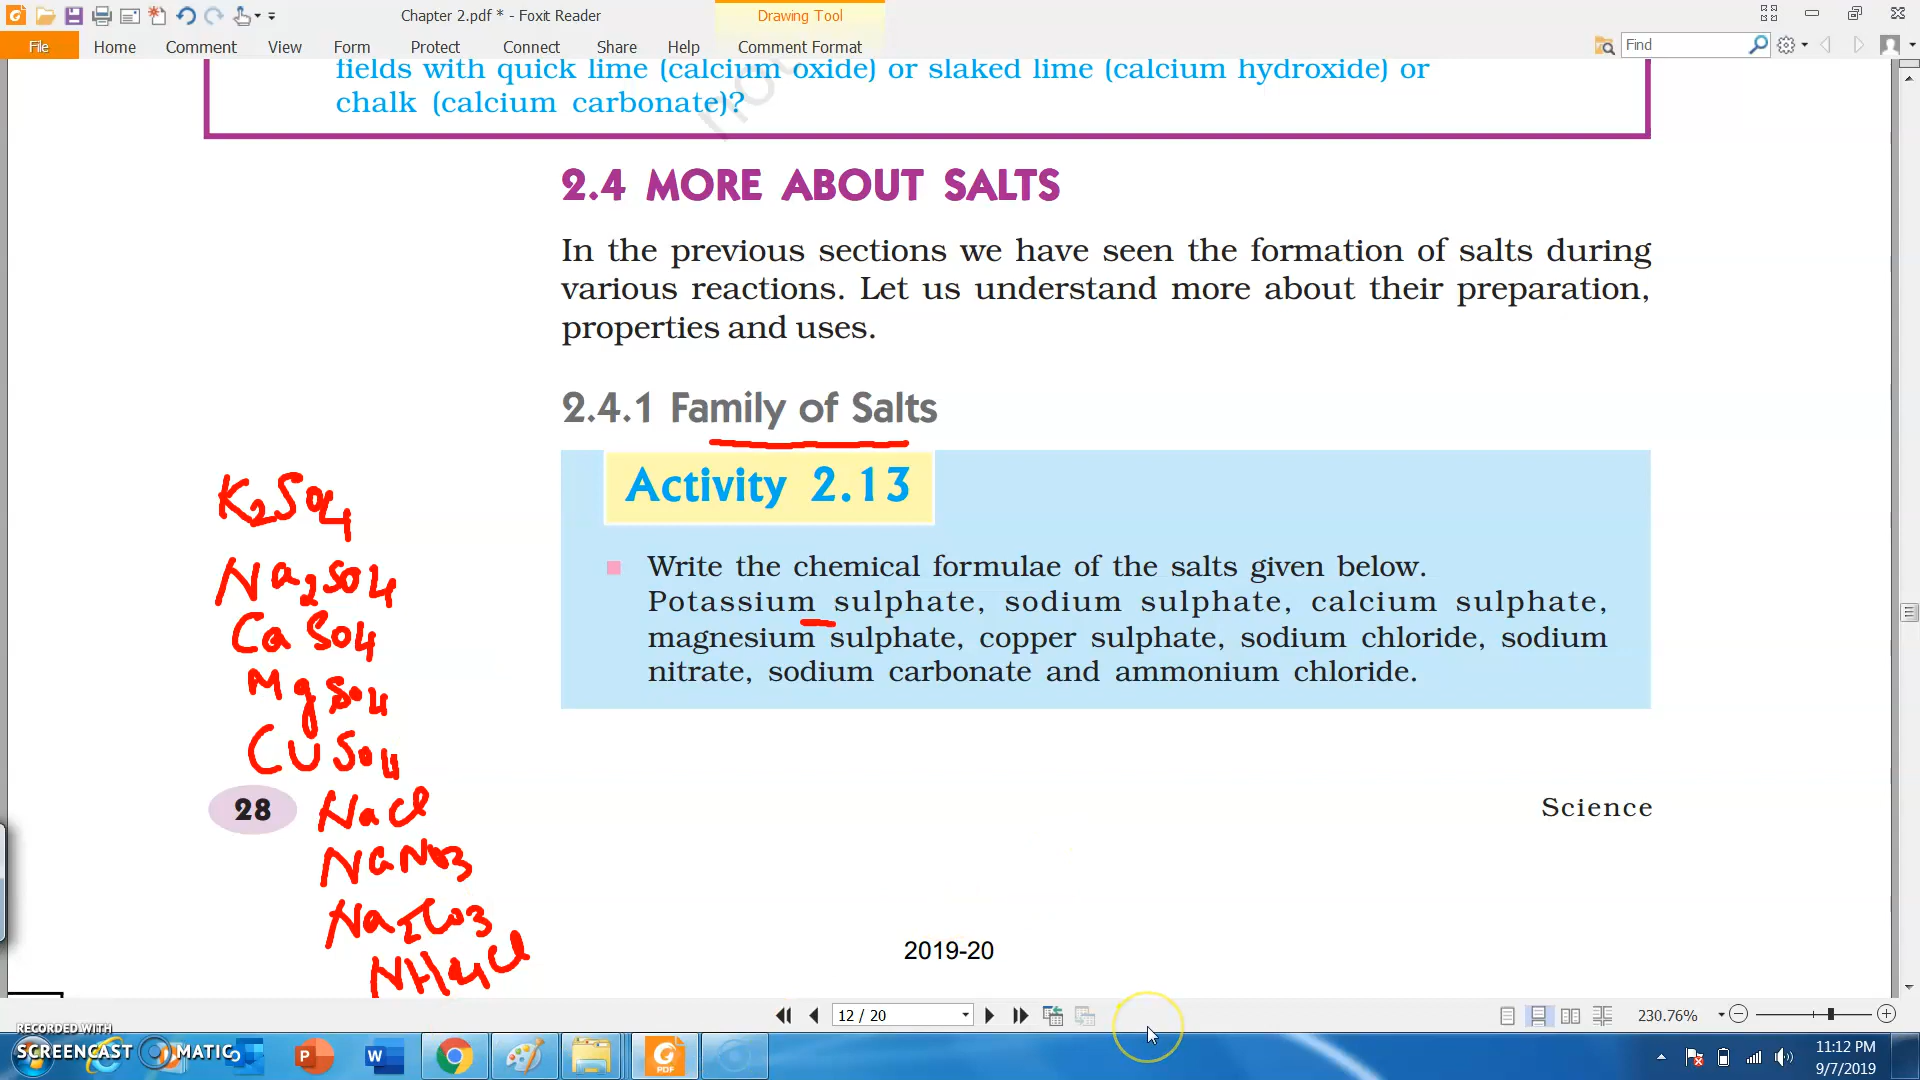 Chapter 2.pdf * - Foxit Reader
Drawing Tool
File Home Comment View Form Protect Connect Share Help Comment Format
Find
fields with quick lime (calcium oxide) or slaked lime (calcium hydroxide) or
chalk (calcium carbonate)?
2.4 MORE ABOUT SALTS
In the previous sections we have seen the formation of salts during
various reactions. Let us understand more about their preparation,
properties and uses.
2.4.1 Family of Salts
Activity 2.13
Write the chemical formulae of the salts given below.
Potassium sulphate, sodium sulphate, calcium sulphate,
magnesium sulphate, copper sulphate, sodium chloride, sodium
nitrate, sodium carbonate and ammonium chloride.
K2SO4
Na2SO4
CaSO4
MgSO4
CUSO4
NaCl
NaNO3
Na2CO3
NH4Cl
28
Science
2019-20
12 / 20
230.76%
RECORDED WITH
SCREENCAST MATIC
11:12 PM
9/7/2019